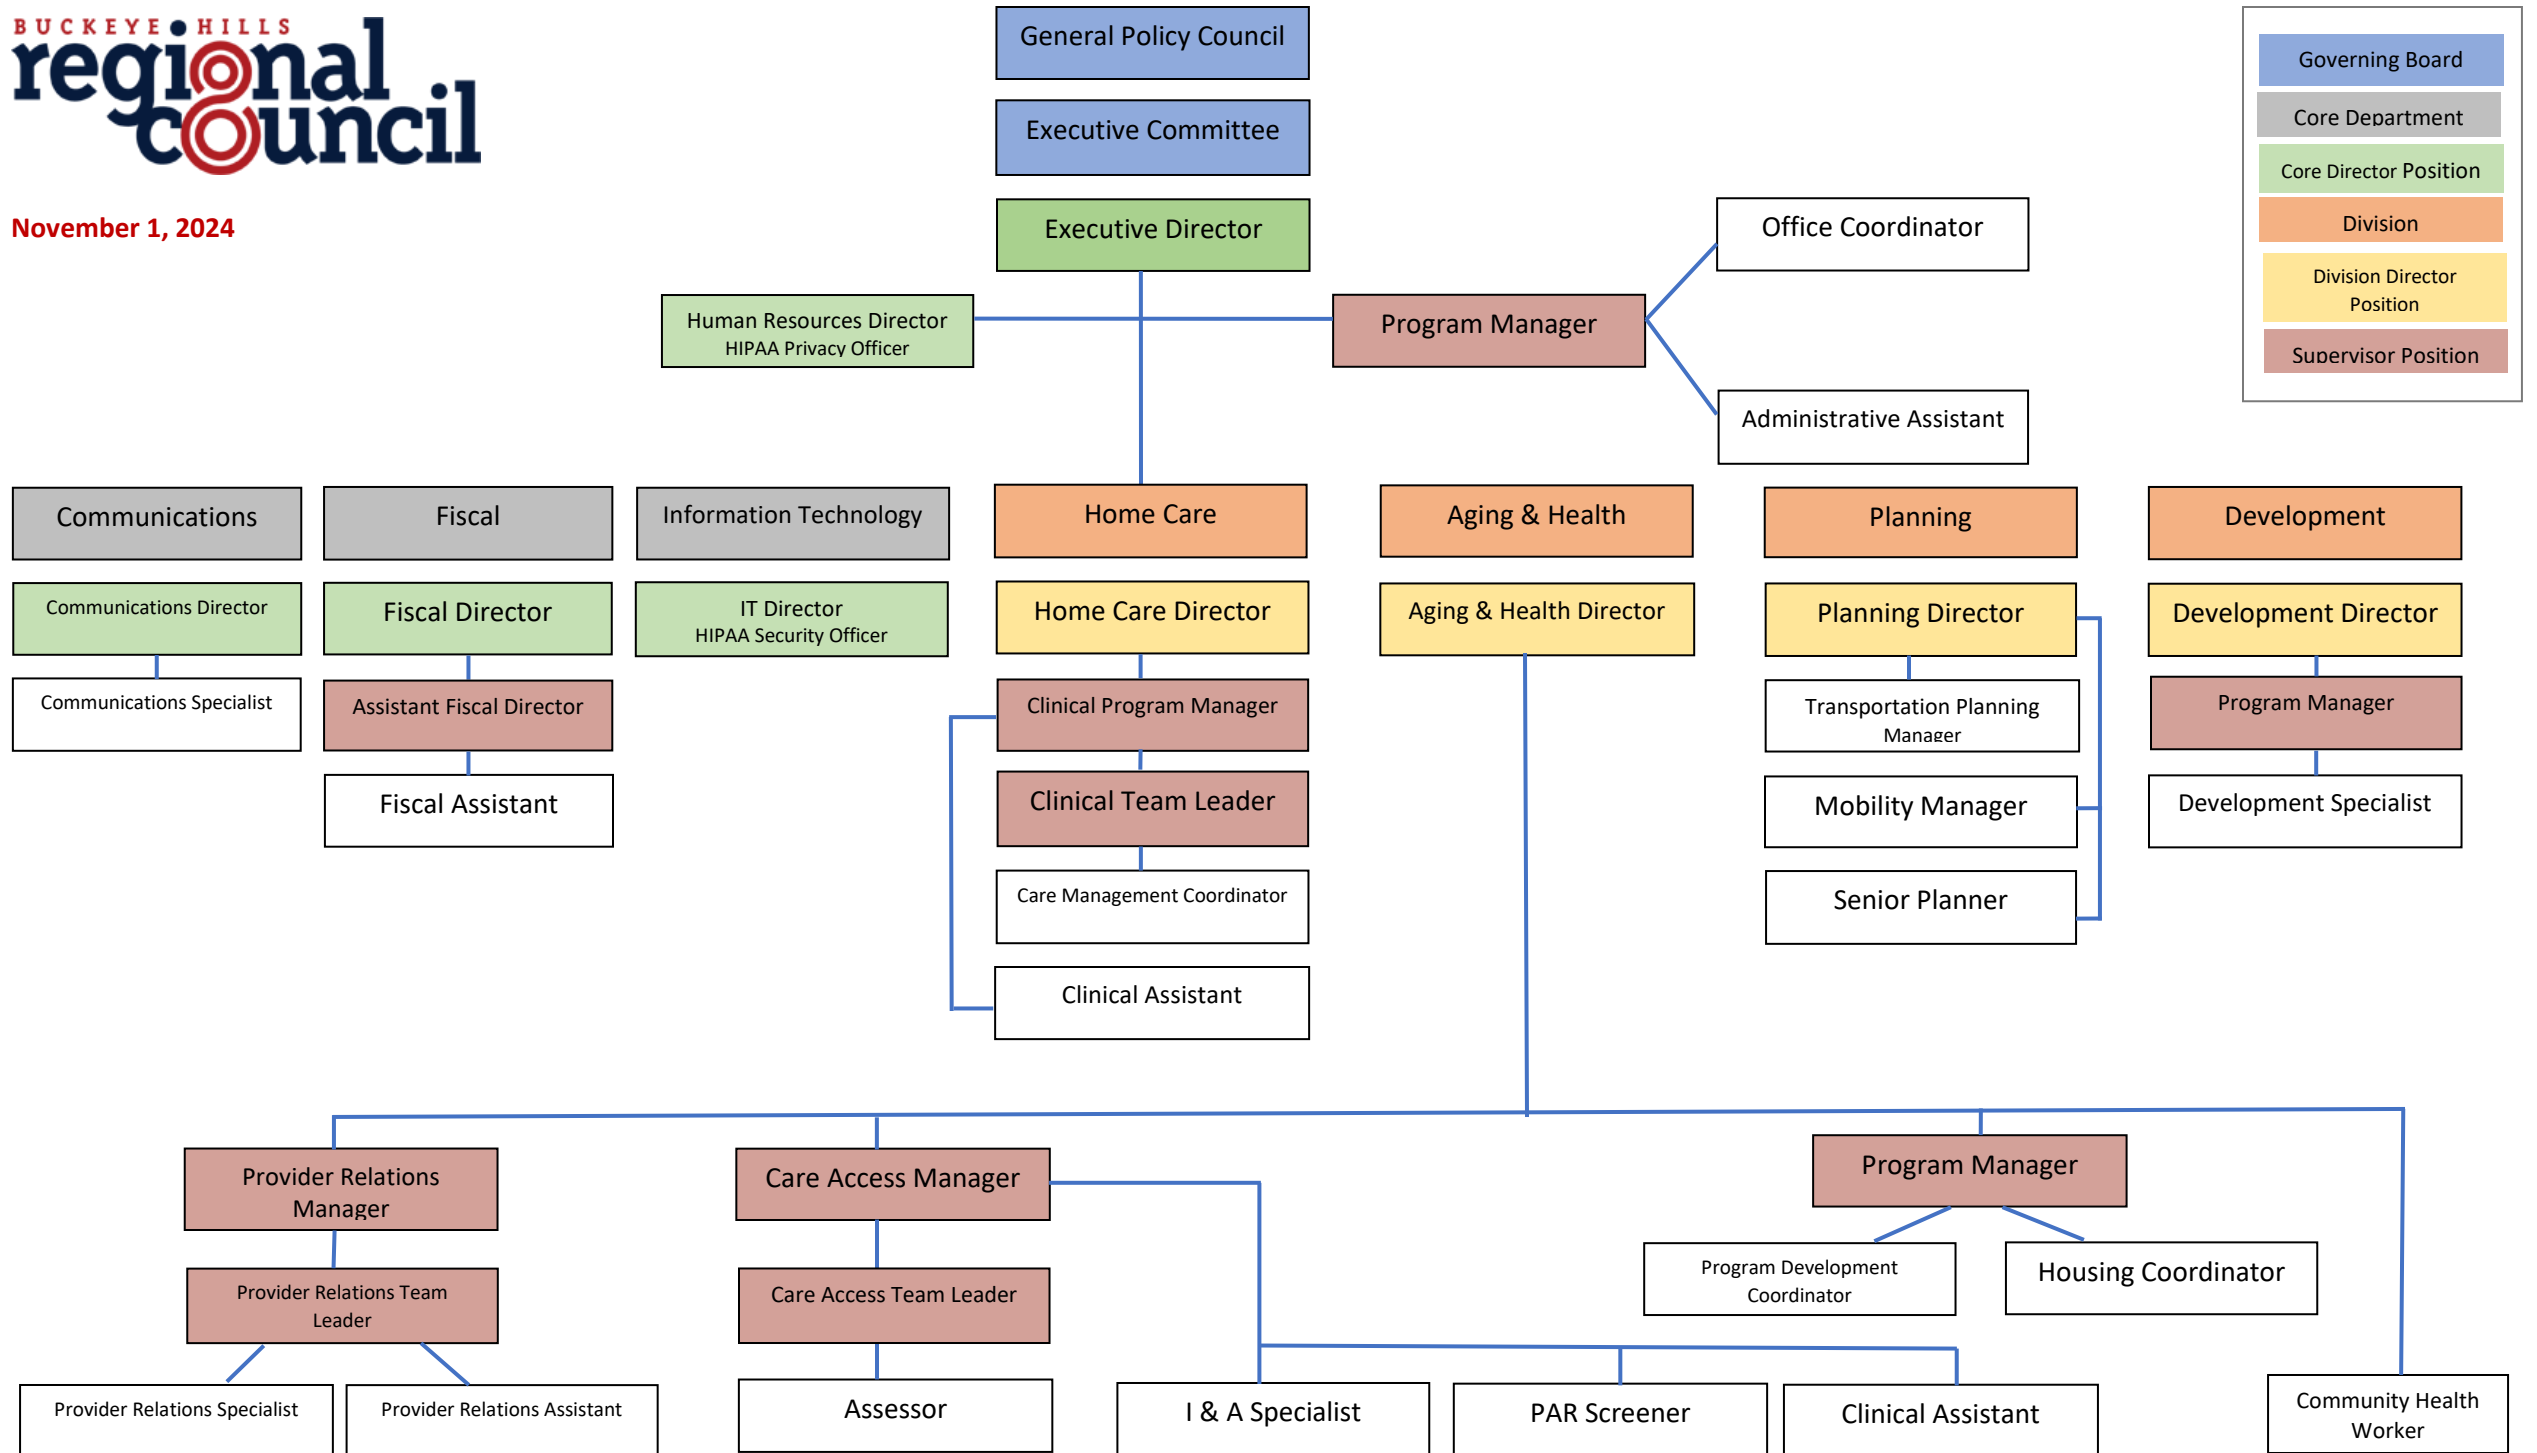 BUCKEYE HILLS
regional
council
November 1, 2024
General Policy Council
Executive Committee
Executive Director
Governing Board
Core Department
Core Director Position
Division
Division Director
Position
Supervisor Position
Office Coordinator
Human Resources Director
HIPAA Privacy Officer
Program Manager
Administrative Assistant
Communications
Fiscal
Information Technology
Home Care
Aging & Health
Planning
Development
Communications Director
Fiscal Director
IT Director
HIPAA Security Officer
Home Care Director
Aging & Health Director
Planning Director
Development Director
Communications Specialist
Assistant Fiscal Director
Clinical Program Manager
Transportation Planning
Manager
Program Manager
Fiscal Assistant
Clinical Team Leader
Mobility Manager
Development Specialist
Care Management Coordinator
Senior Planner
Clinical Assistant
Provider Relations
Manager
Care Access Manager
Program Manager
Provider Relations Team
Leader
Care Access Team Leader
Program Development
Coordinator
Housing Coordinator
Provider Relations Specialist
Provider Relations Assistant
Assessor
I & A Specialist
PAR Screener
Clinical Assistant
Community Health
Worker